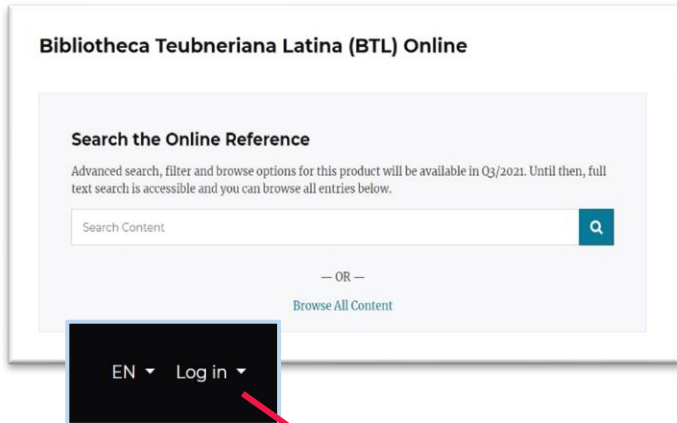 Bibliotheca Teubneriana Latina (BTL) Online
Search the Online Reference
Advanced search, filter and browse options for this product will be available in Q3/2021. Until then, full
text search is accessible and you can browse all entries below.
Search Content
— OR —
Browse All Content
EN Log in